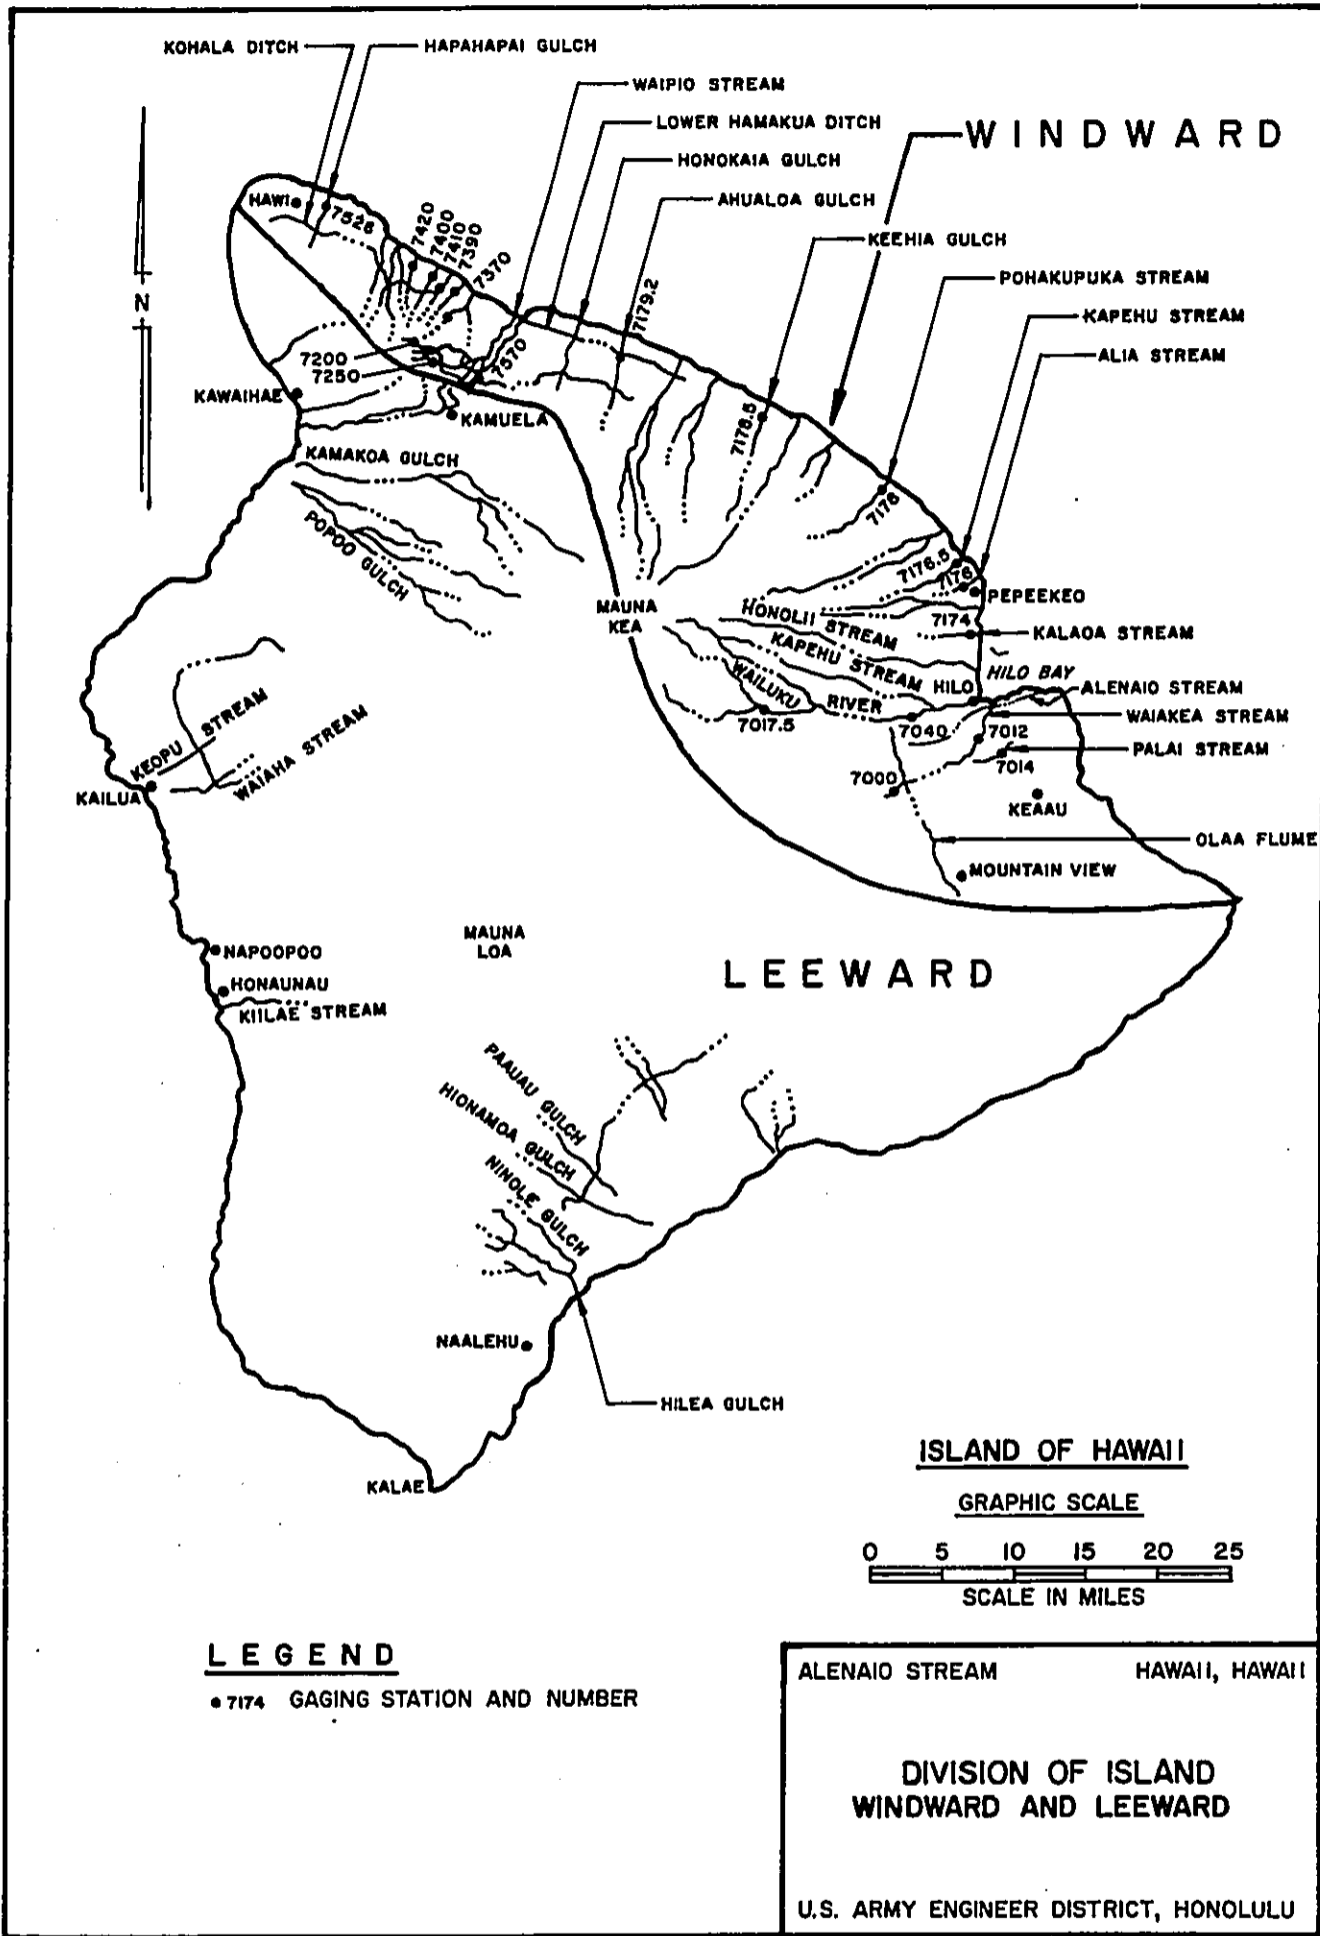 KOHALA DITCH
HAPAHAPAI GULCH
WAIPIO STREAM
LOWER HAMAKUA DITCH
WINDWARD
HONOKAIA GULCH
AHUALOA GULCH
KEEHIA GULCH
POHAKUPUKA STREAM
KAPEHU STREAM
ALIA STREAM
HAWI
7526
7420
7400
7410
7390
7370
7179.2
N
7200
7250
7570
KAWAIHAE
KAMUELA
7178.5
KAMAKOA GULCH
7178
POPOO GULCH
7176.5
7176
PEPEEKEO
MAUNA
KEA
HONOLII STREAM
7174
KALAOA STREAM
KAPEHU STREAM
HILO BAY
WAILUKU
RIVER
HILO
ALENAIO STREAM
7017.5
7040
WAIAKEA STREAM
7012
PALAI STREAM
7014
KEOPU STREAM
WAIAHA STREAM
KAILUA
7000
KEAAU
OLAA FLUME
MOUNTAIN VIEW
MAUNA
LOA
NAPOOPOO
LEEWARD
HONAUNAU
KIILAE STREAM
PAAUAU GULCH
HIONAMOA GULCH
NINOLE GULCH
NAALEHU
HILEA GULCH
KALAE
ISLAND OF HAWAII
GRAPHIC SCALE
0 5 10 15 20 25
SCALE IN MILES
LEGEND
7174 GAGING STATION AND NUMBER
ALENAIO STREAM HAWAII, HAWAII
DIVISION OF ISLAND
WINDWARD AND LEEWARD
U.S. ARMY ENGINEER DISTRICT, HONOLULU